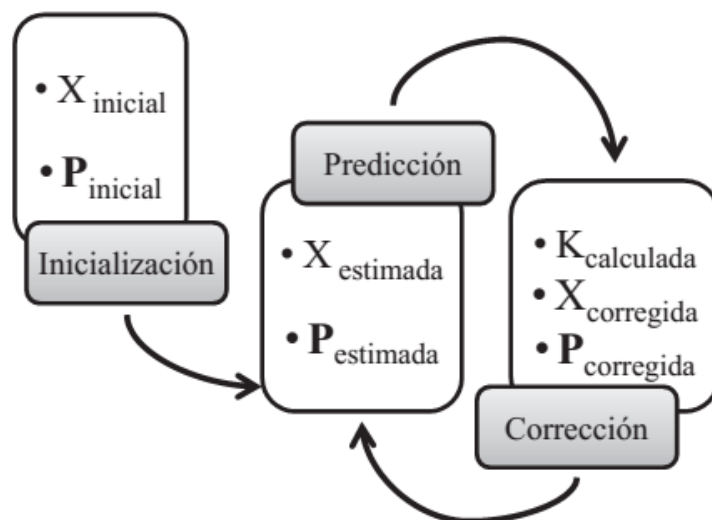 • X inicial
• P inicial
Inicialización
Predicción
• X estimada
• P estimada
• K calculada
• X corregida
• P corregida
Corrección